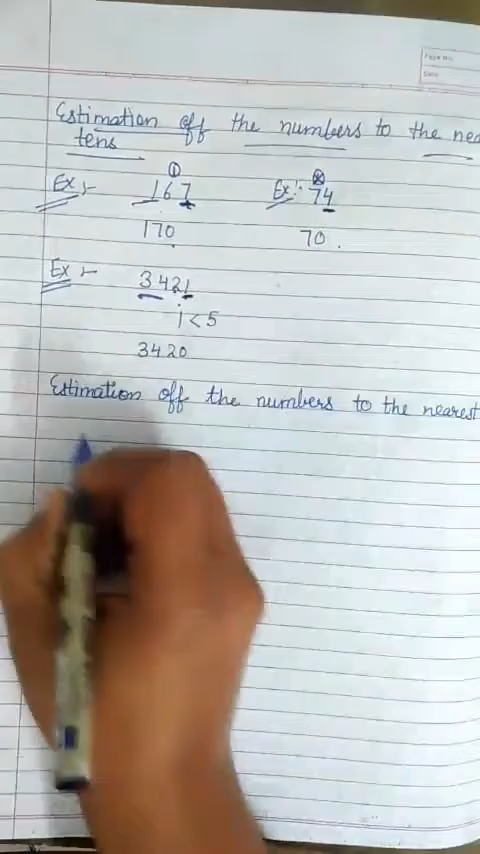 Page No.
Date
Estimation off the numbers to the nea
tens
①
Ex :- 167 Ex :- 74
170 70 .
Ex :- 3421
1 < 5
3420
Estimation off the numbers to the nearest